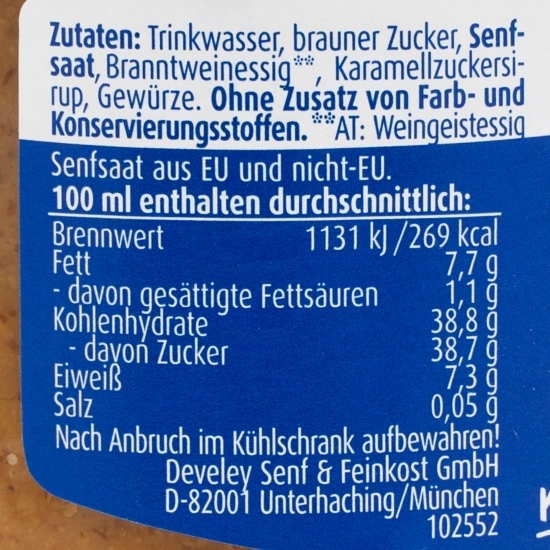 Zutaten: Trinkwasser, brauner Zucker, Senf-
saat, Branntweinessig**, Karamellzuckersi-
rup, Gewürze. Ohne Zusatz von Farb- und
Konservierungsstoffen. **AT: Weingeistessig
Senfsaat aus EU und nicht-EU.
100 ml enthalten durchschnittlich:
Brennwert 1131 kJ/269 kcal
Fett 7,7 g
- davon gesättigte Fettsäuren 1,1 g
Kohlenhydrate 38,8 g
- davon Zucker 38,7 g
Eiweiß 7,3 g
Salz 0,05 g
Nach Anbruch im Kühlschrank aufbewahren!
Develey Senf & Feinkost GmbH
D-82001 Unterhaching/München
102552